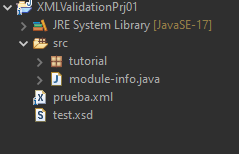 XMLValidationPrj01
JRE System Library [JavaSE-17]
src
tutorial
module-info.java
prueba.xml
test.xsd